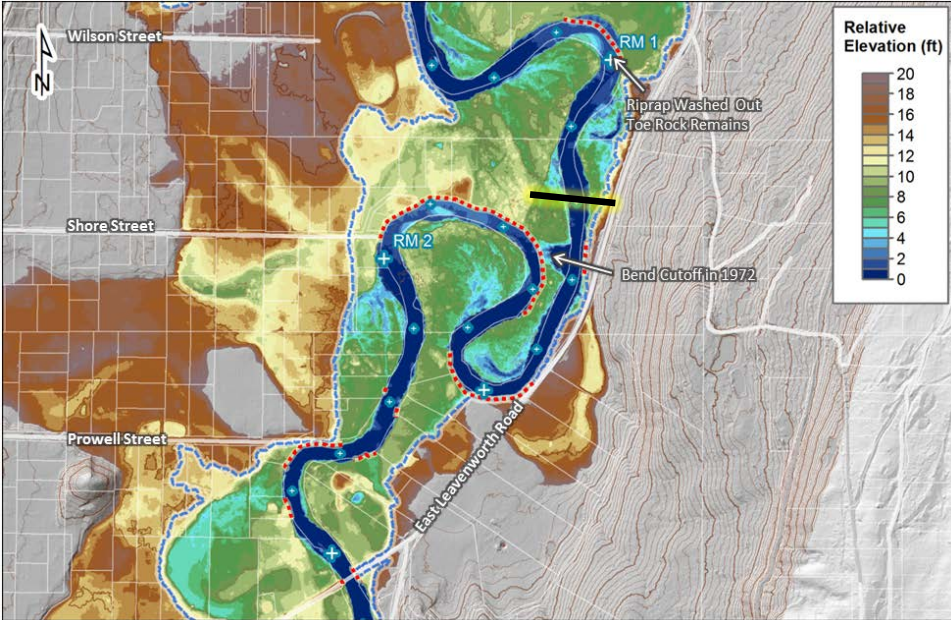 Wilson Street
N
RM 1
Riprap Washed Out
Toe Rock Remains
Relative
Elevation (ft)
20
18
16
14
12
10
8
6
4
2
0
Shore Street
RM 2
Bend Cutoff in 1972
Prowell Street
East Leavenworth Road